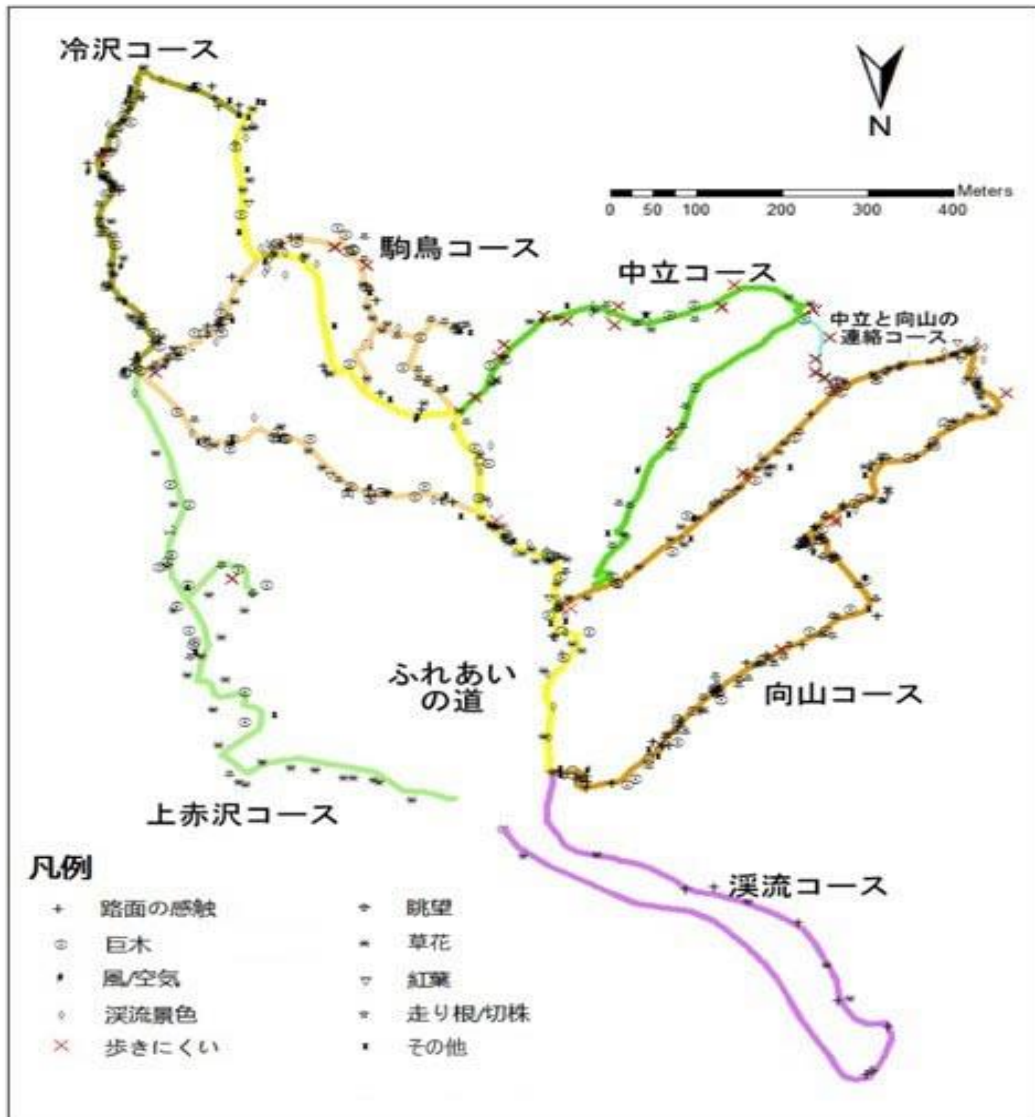 冷沢コース
N
Meters
0 50 100 200 300 400
駒鳥コース
中立コース
中立と向山の
連絡コース
ふれあい
の道
向山コース
上赤沢コース
渓流コース
凡例
路面の感触
眺望
巨木
草花
風/空気
紅葉
渓流景色
走り根/切株
歩きにくい
その他